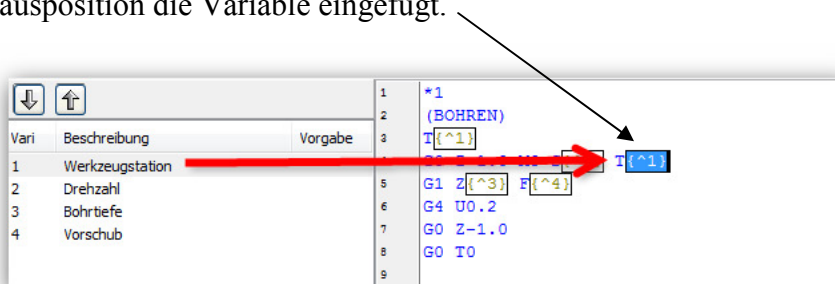 ausposition die Variable eingefügt.
Vari Beschreibung Vorgabe
1 Werkzeugstation
2 Drehzahl
3 Bohrtiefe
4 Vorschub
1 *1
2 (BOHREN)
3 T{^1}
T{^1}
5 G1 Z{^3} F{^4}
6 G4 U0.2
7 G0 Z-1.0
8 G0 T0
9